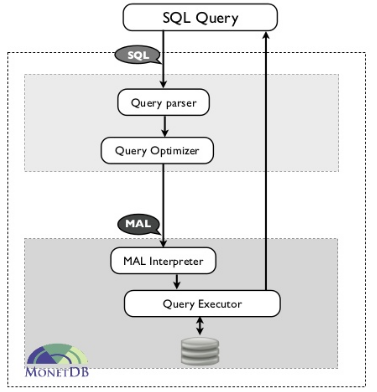 SQL Query
SQL
Query parser
Query Optimizer
MAL
MAL Interpreter
Query Executor
MONETDB